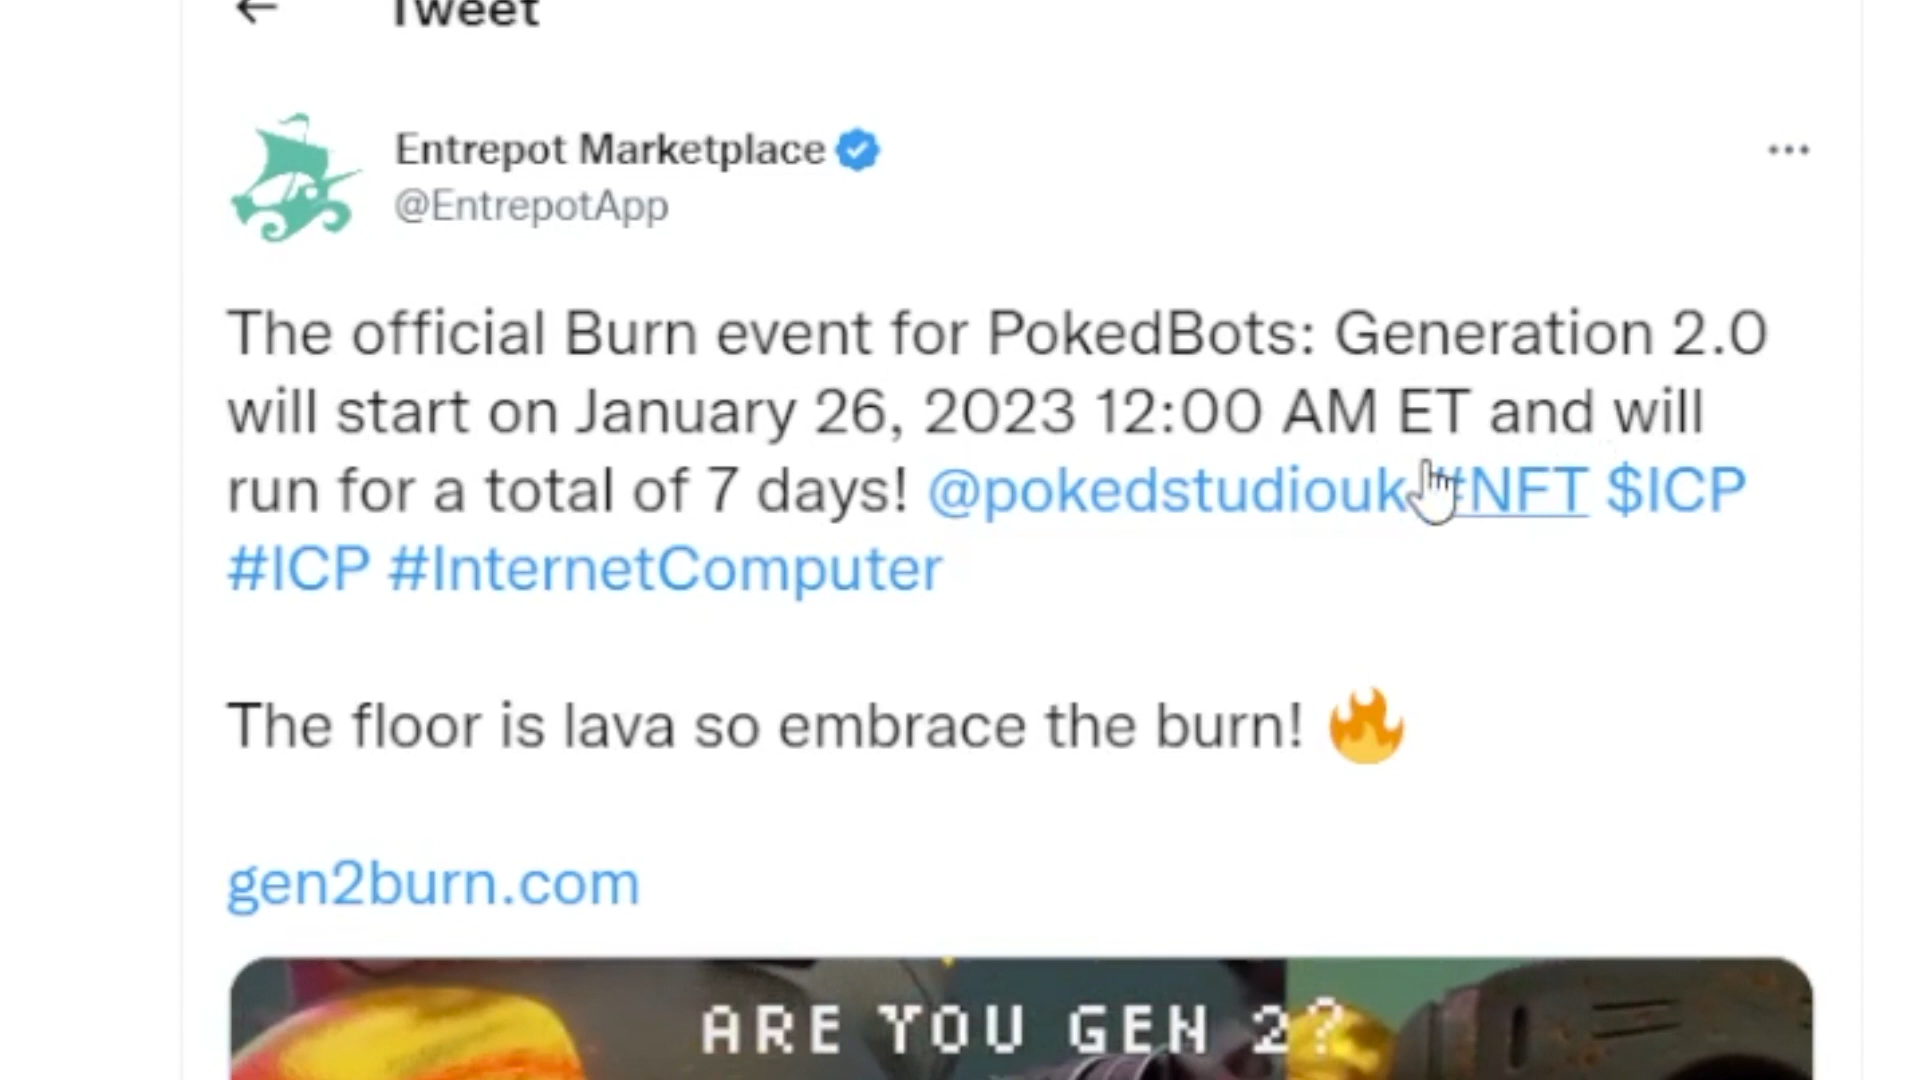 Tweet
Entrepot Marketplace
@EntrepotApp
The official Burn event for PokedBots: Generation 2.0
will start on January 26, 2023 12:00 AM ET and will
run for a total of 7 days! @pokedstudiouk #NFT $ICP
#ICP #InternetComputer
The floor is lava so embrace the burn! 🔥
gen2burn.com
ARE YOU GEN 2?